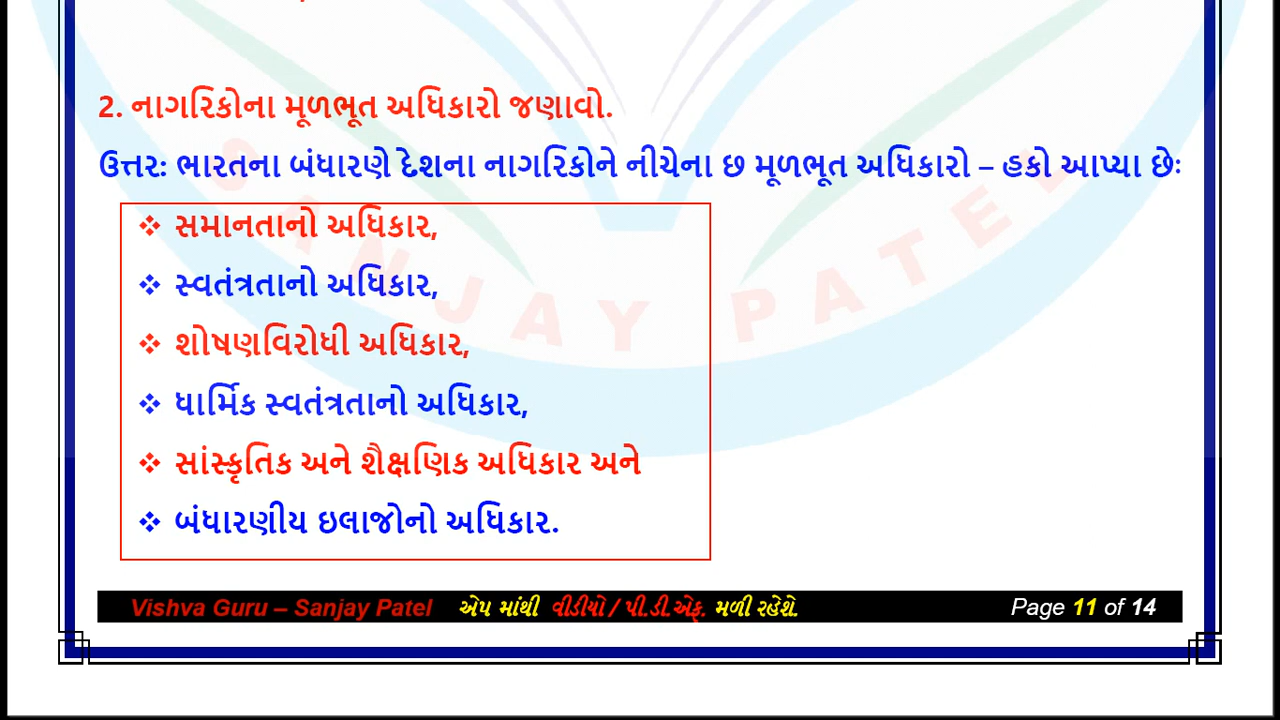 2. નાગરિકોના મૂળભૂત અધિકારો જણાવો.
ઉત્તર: ભારતના બંધારણે દેશના નાગરિકોને નીચેના છ મૂળભૂત અધિકારો – હકો આપ્યા છેઃ
❖ સમાનતાનો અધિકાર,
❖ સ્વતંત્રતાનો અધિકાર,
❖ શોષણવિરોધી અધિકાર,
❖ ધાર્મિક સ્વતંત્રતાનો અધિકાર,
❖ સાંસ્કૃતિક અને શૈક્ષણિક અધિકાર અને
❖ બંધારણીય ઇલાજોનો અધિકાર.
SANJAY PATEL
Vishva Guru – Sanjay Patel એપ માંથી વીડીયો / પી.ડી.એફ. મળી રહેશે. Page 11 of 14